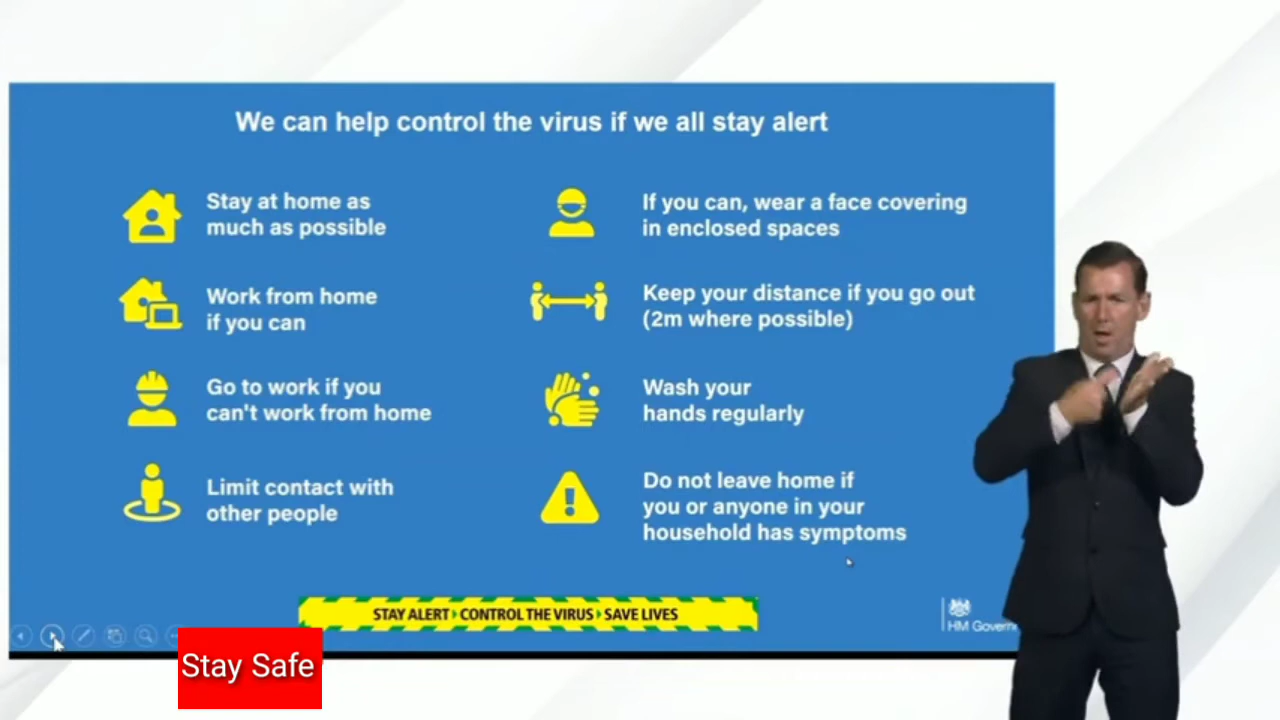 We can help control the virus if we all stay alert
Stay at home as
much as possible
Work from home
if you can
Go to work if you
can't work from home
Limit contact with
other people
If you can, wear a face covering
in enclosed spaces
Keep your distance if you go out
(2m where possible)
Wash your
hands regularly
Do not leave home if
you or anyone in your
household has symptoms
STAY ALERT CONTROL THE VIRUS SAVE LIVES
HM
Stay Safe